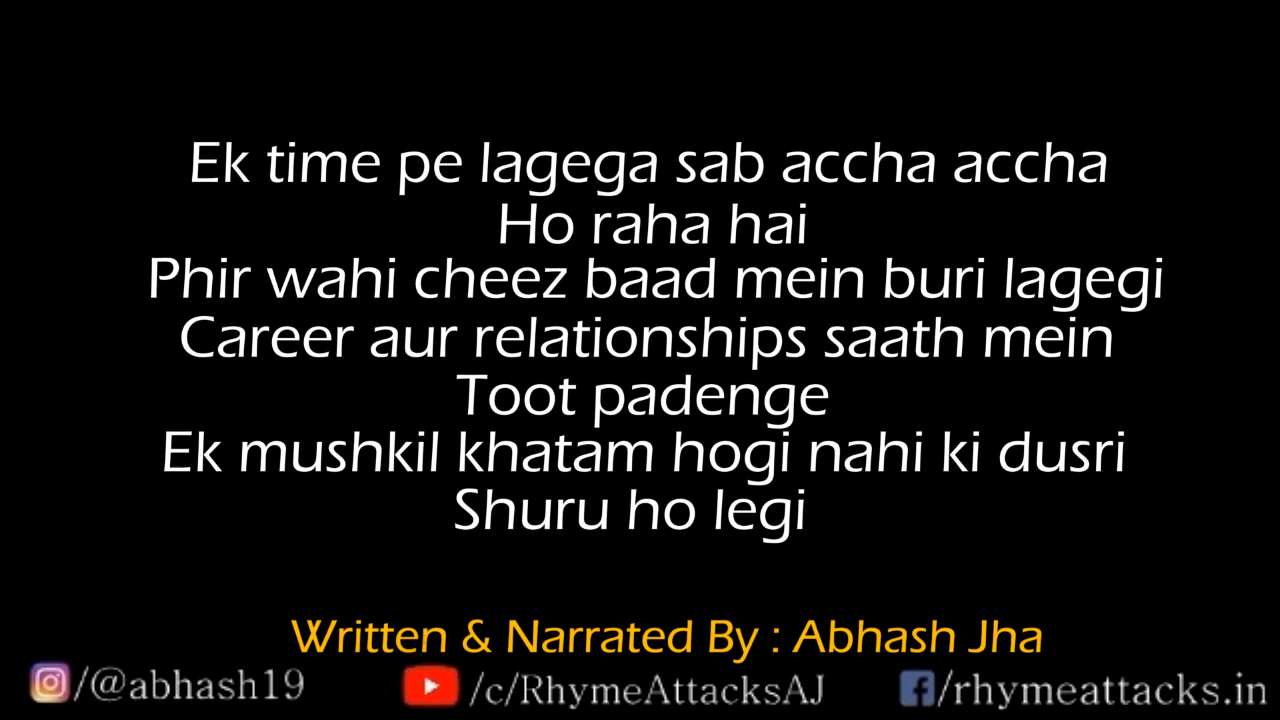 Ek time pe lagega sab accha accha
Ho raha hai
Phir wahi cheez baad mein buri lagegi
Career aur relationships saath mein
Toot padenge
Ek mushkil khatam hogi nahi ki dusri
Shuru ho legi
Written & Narrated By : Abhash Jha
/@abhash19 /c/RhymeAttacksAJ /rhymeattacks.in